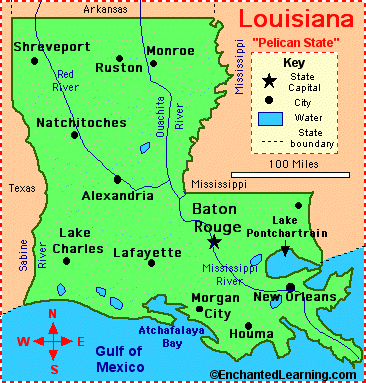 Arkansas
Louisiana
"Pelican State"
Shreveport
Monroe
Ruston
Key
State
Capital
City
Water
State
boundary
100 Miles
Mississippi
Red
River
Ouachita
River
Natchitoches
Texas
Alexandria
Mississippi
Baton
Rouge
Lake
Pontchartrain
Lake
Charles
Lafayette
Sabine
River
Mississippi
River
New Orleans
Morgan
City
Houma
Atchafalaya
Bay
N
W
E
S
Gulf of
Mexico
©EnchantedLearning.com